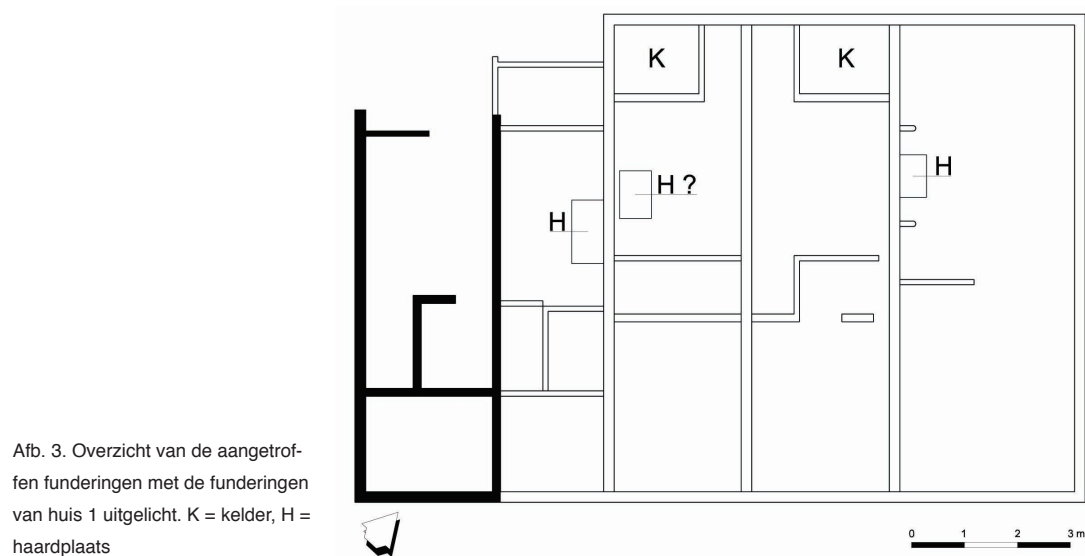 K
K
H ?
H
H
Afb. 3. Overzicht van de aangetrof-
fen funderingen met de funderingen
van huis 1 uitgelicht. K = kelder, H =
haardplaats
0 1 2 3 m